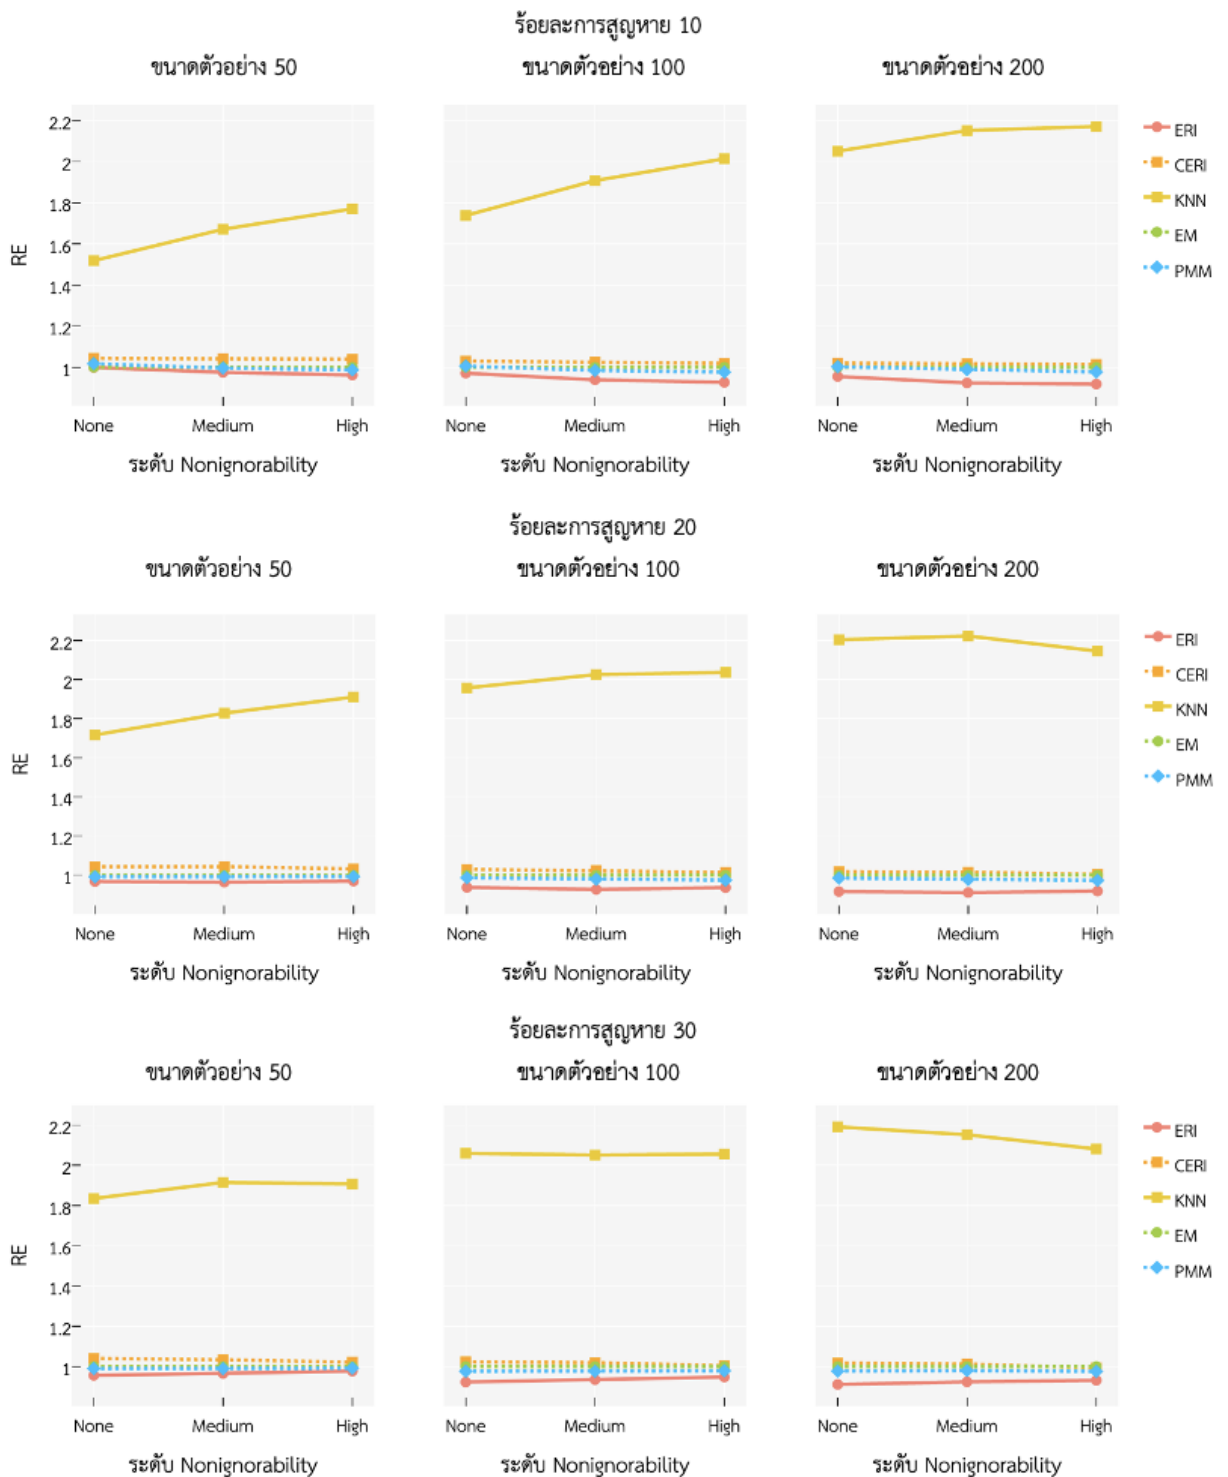 ร้อยละการสูญหาย 10
ขนาดตัวอย่าง 50 ขนาดตัวอย่าง 100 ขนาดตัวอย่าง 200
2.2
2
1.8
1.6
1.4
1.2
1
RE
None Medium High None Medium High None Medium High
ระดับ Nonignorability ระดับ Nonignorability ระดับ Nonignorability
ERI
CERI
KNN
EM
PMM
ร้อยละการสูญหาย 20
ขนาดตัวอย่าง 50 ขนาดตัวอย่าง 100 ขนาดตัวอย่าง 200
2.2
2
1.8
1.6
1.4
1.2
1
RE
None Medium High None Medium High None Medium High
ระดับ Nonignorability ระดับ Nonignorability ระดับ Nonignorability
ERI
CERI
KNN
EM
PMM
ร้อยละการสูญหาย 30
ขนาดตัวอย่าง 50 ขนาดตัวอย่าง 100 ขนาดตัวอย่าง 200
2.2
2
1.8
1.6
1.4
1.2
1
RE
None Medium High None Medium High None Medium High
ระดับ Nonignorability ระดับ Nonignorability ระดับ Nonignorability
ERI
CERI
KNN
EM
PMM